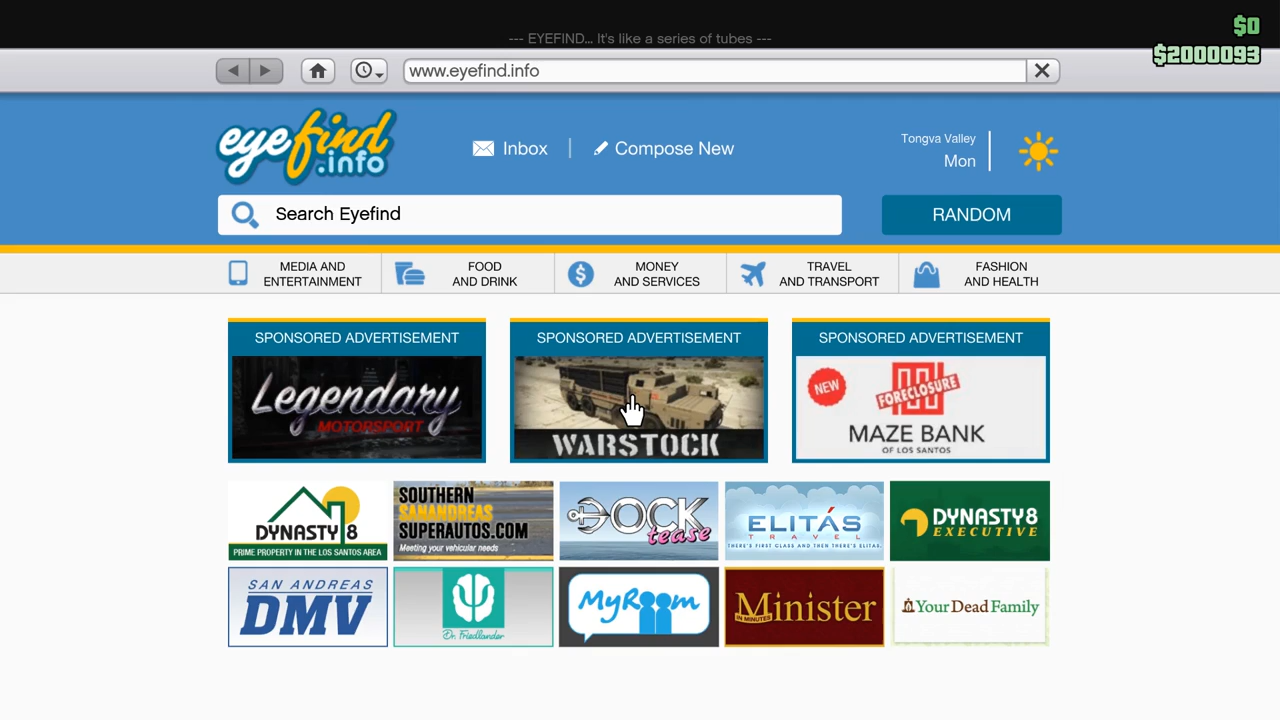 $0
--- EYEFIND... It's like a series of tubes ---
$2000093
www.eyefind.info
eyefind
.info
Inbox
Compose New
Tongva Valley
Mon
Search Eyefind
RANDOM
MEDIA AND
ENTERTAINMENT
FOOD
AND DRINK
MONEY
AND SERVICES
TRAVEL
AND TRANSPORT
FASHION
AND HEALTH
SPONSORED ADVERTISEMENT
Legendary
MOTORSPORT
SPONSORED ADVERTISEMENT
WARSTOCK
SPONSORED ADVERTISEMENT
NEW
FORECLOSURE
MAZE BANK
OF LOS SANTOS
DYNASTY 8
PRIME PROPERTY IN THE LOS SANTOS AREA
SOUTHERN
SANANDREAS
SUPERAUTOS.COM
Meeting your vehicular needs
DOCK
tease
ELITÁS
TRAVEL
THERE'S FIRST CLASS AND THEN THERE'S ELITAS.
DYNASTY 8
EXECUTIVE
SAN ANDREAS
DMV
Dr. Friedlander
MyRoom
Minister
IN MINUTES
Your Dead Family